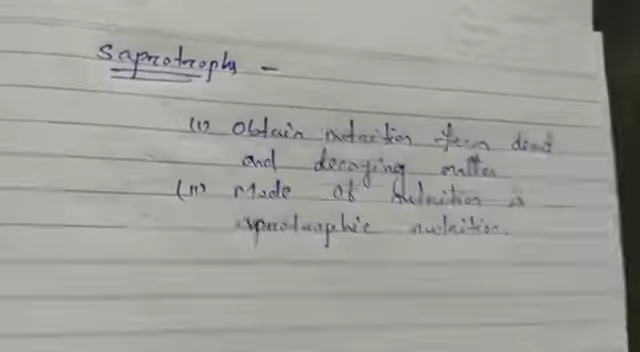 Saprotrophs -
(i) Obtain nutrition from dead
and decaying matter
(ii) Mode of nutrition is
saprotrophic nutrition.